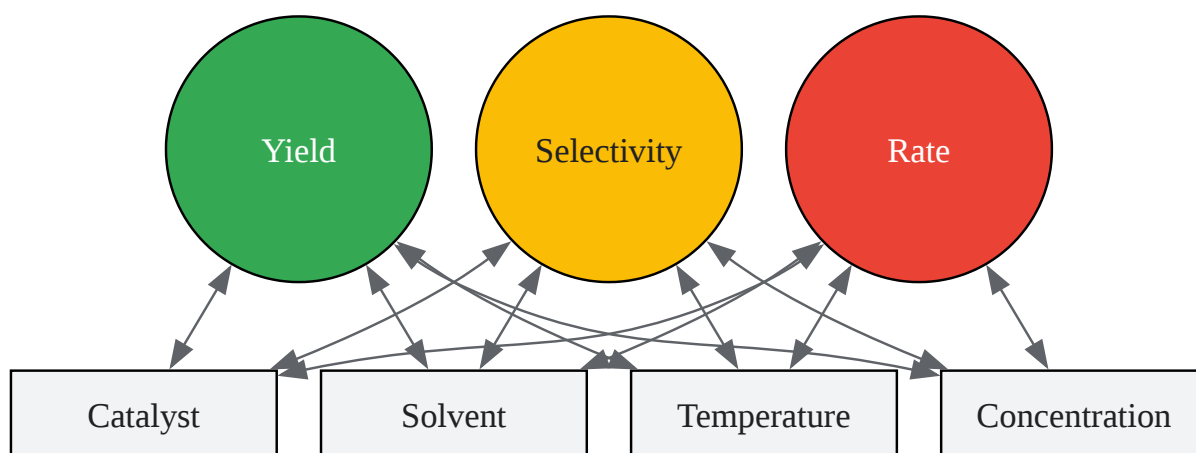 Yield
Selectivity
Rate
Catalyst
Solvent
Temperature
Concentration